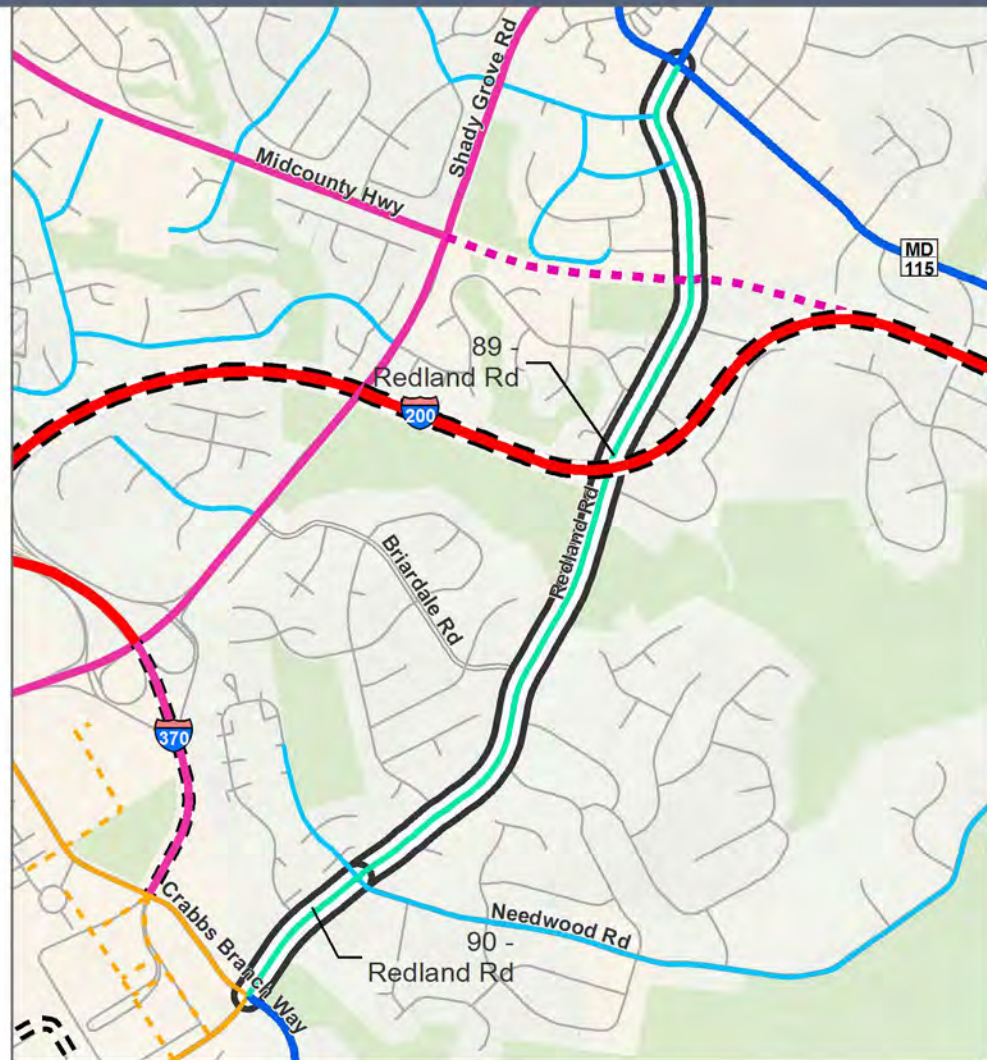 Shady Grove Rd
Midcounty Hwy
MD
115
89 -
Redland Rd
200
Redland Rd
Briardale Rd
370
Crabbs Branch Way
Needwood Rd
90 -
Redland Rd